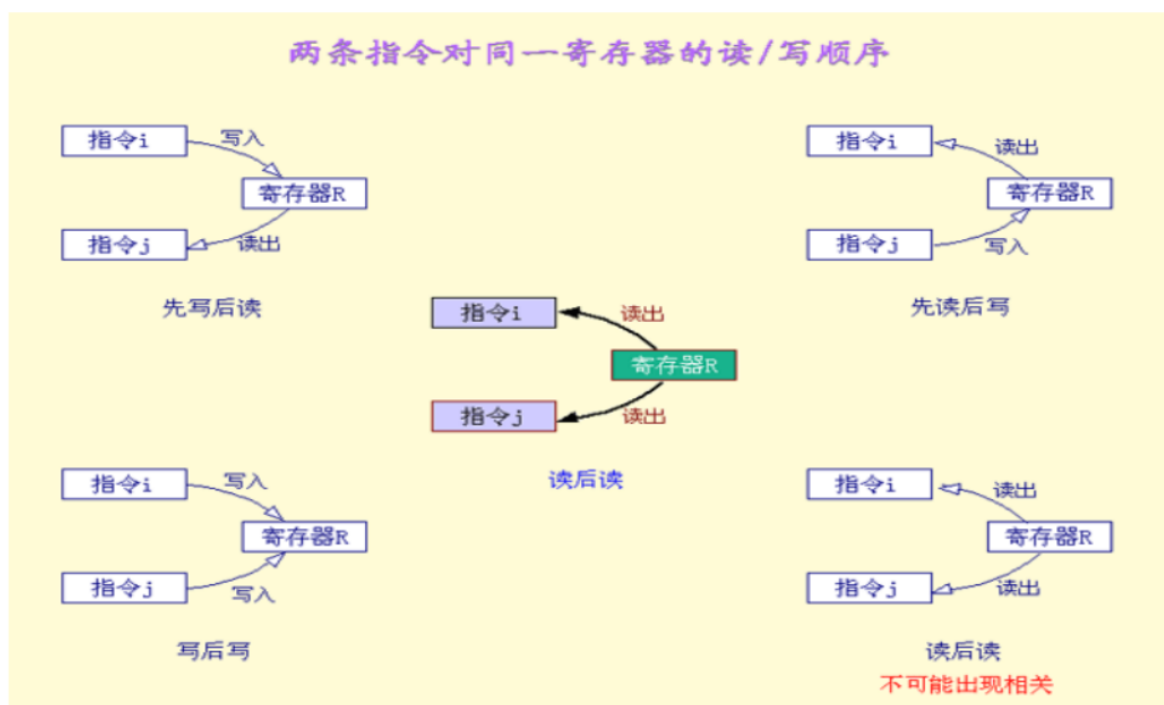 两条指令对同一寄存器的读/写顺序
指令i
写入
寄存器R
指令j
读出
先写后读
指令i
读出
寄存器R
指令j
写入
先读后写
指令i
读出
寄存器R
指令j
读出
读后读
指令i
写入
寄存器R
指令j
写入
写后写
指令i
读出
寄存器R
指令j
读出
读后读
不可能出现相关